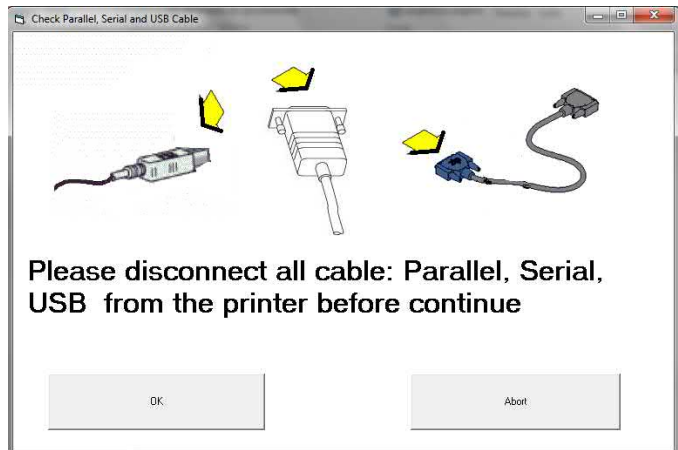 Check Parallel, Serial and USB Cable
Please disconnect all cable: Parallel, Serial,
USB from the printer before continue
OK
Abort